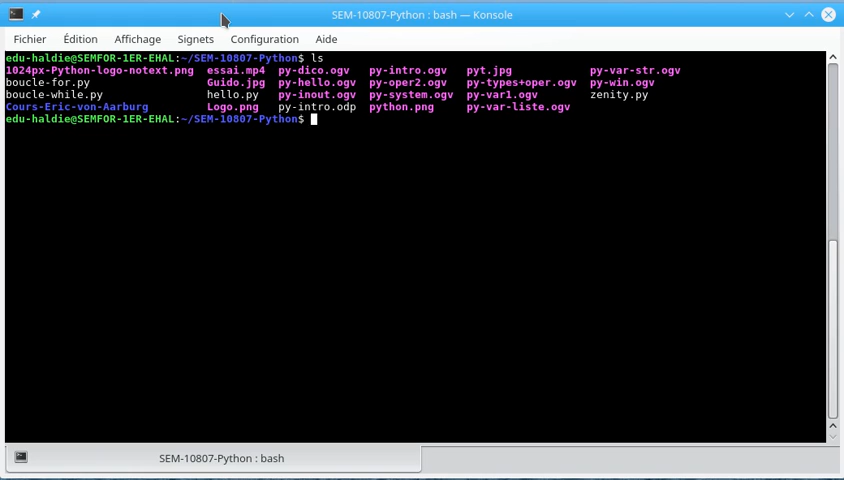 SEM-10807-Python : bash — Konsole
Fichier Édition Affichage Signets Configuration Aide
edu-haldie@SEMFOR-1ER-EHAL:~/SEM-10807-Python$ ls
1024px-Python-logo-notext.png essai.mp4 py-dico.ogv py-intro.ogv pyt.jpg py-var-str.ogv
boucle-for.py Guido.jpg py-hello.ogv py-oper2.ogv py-types+oper.ogv py-win.ogv
boucle-while.py hello.py py-inout.ogv py-system.ogv py-var1.ogv zenity.py
Cours-Eric-von-Aarburg Logo.png py-intro.odp python.png py-var-liste.ogv
edu-haldie@SEMFOR-1ER-EHAL:~/SEM-10807-Python$
SEM-10807-Python : bash